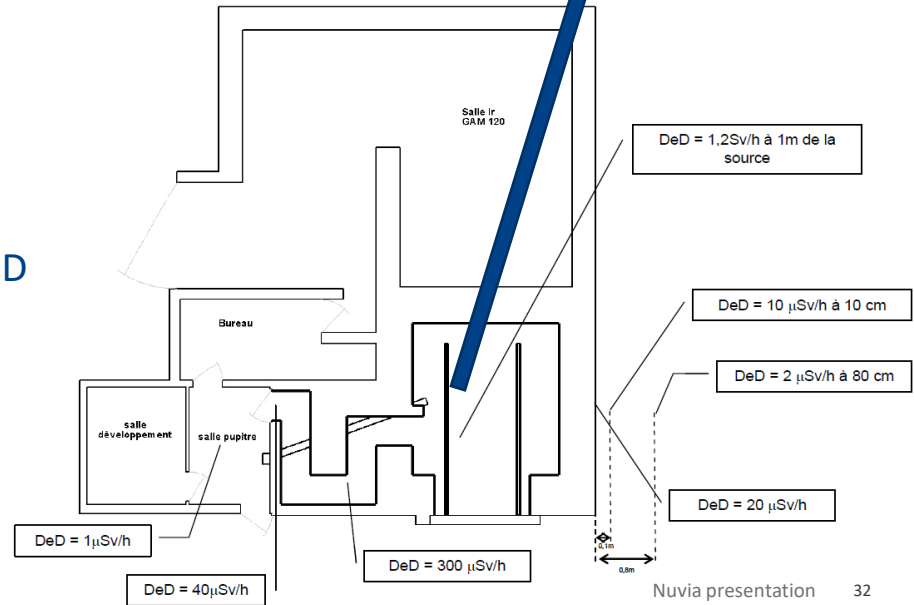 Salle Ir
GAM 120
DeD = 1,2Sv/h à 1m de la
source
D
DeD = 10 µSv/h à 10 cm
Bureau
DeD = 2 µSv/h à 80 cm
salle
développement
salle pupitre
DeD = 20 µSv/h
DeD = 1µSv/h
0,1m
DeD = 300 µSv/h
0,8m
DeD = 40µSv/h
Nuvia presentation 32